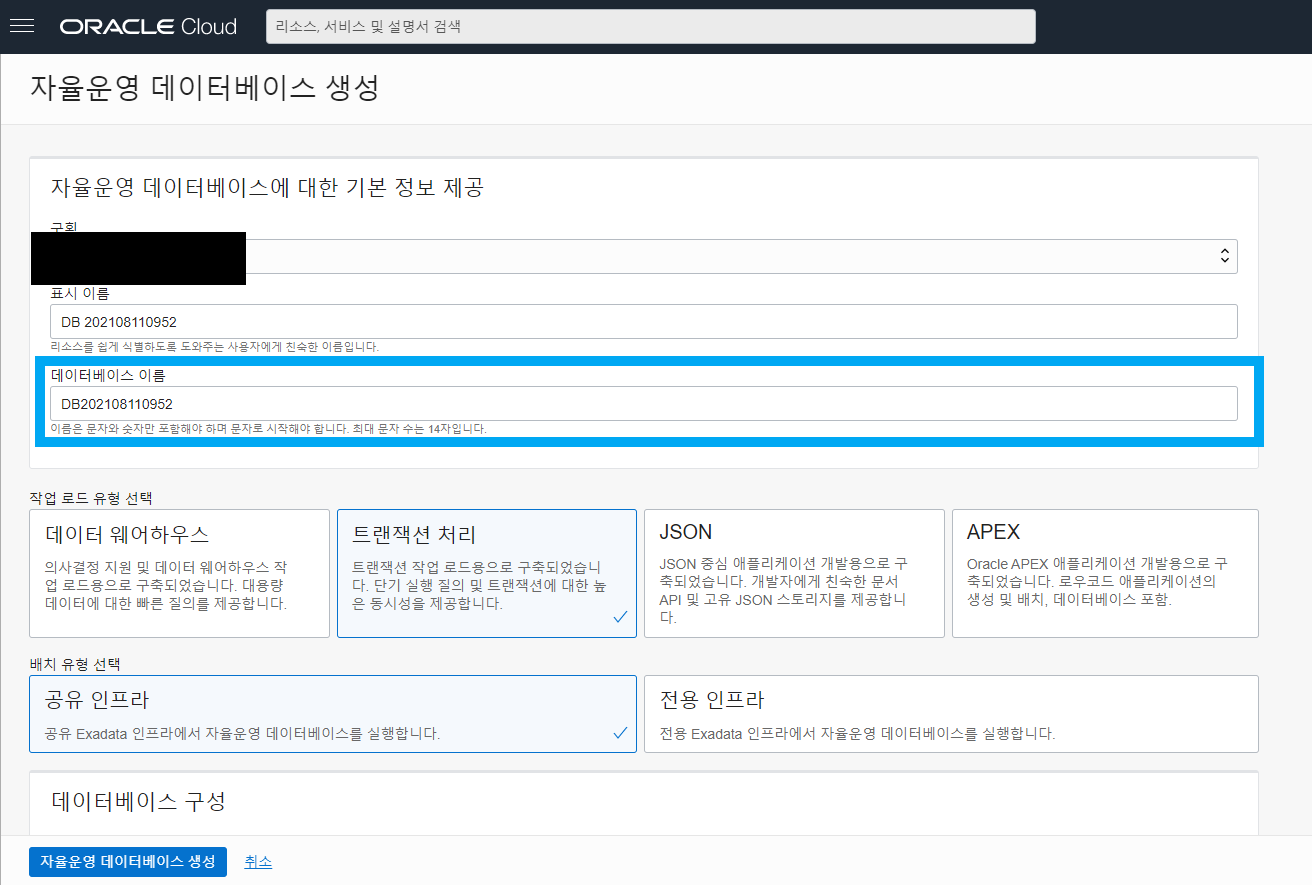 ORACLE Cloud
리소스, 서비스 및 설명서 검색
자율운영 데이터베이스 생성
자율운영 데이터베이스에 대한 기본 정보 제공
구획
표시 이름
DB 202108110952
리소스를 쉽게 식별하도록 도와주는 사용자에게 친숙한 이름입니다.
데이터베이스 이름
DB202108110952
이름은 문자와 숫자만 포함해야 하며 문자로 시작해야 합니다. 최대 문자 수는 14자입니다.
작업 로드 유형 선택
데이터 웨어하우스
의사결정 지원 및 데이터 웨어하우스 작
업 로드용으로 구축되었습니다. 대용량
데이터에 대한 빠른 질의를 제공합니다.
트랜잭션 처리
트랜잭션 작업 로드용으로 구축되었습니
다. 단기 실행 질의 및 트랜잭션에 대한 높
은 동시성을 제공합니다.
JSON
JSON 중심 애플리케이션 개발용으로 구
축되었습니다. 개발자에게 친숙한 문서
API 및 고유 JSON 스토리지를 제공합니
다.
APEX
Oracle APEX 애플리케이션 개발용으로 구
축되었습니다. 로우코드 애플리케이션의
생성 및 배치, 데이터베이스 포함.
배치 유형 선택
공유 인프라
공유 Exadata 인프라에서 자율운영 데이터베이스를 실행합니다.
전용 인프라
전용 Exadata 인프라에서 자율운영 데이터베이스를 실행합니다.
데이터베이스 구성
자율운영 데이터베이스 생성
취소